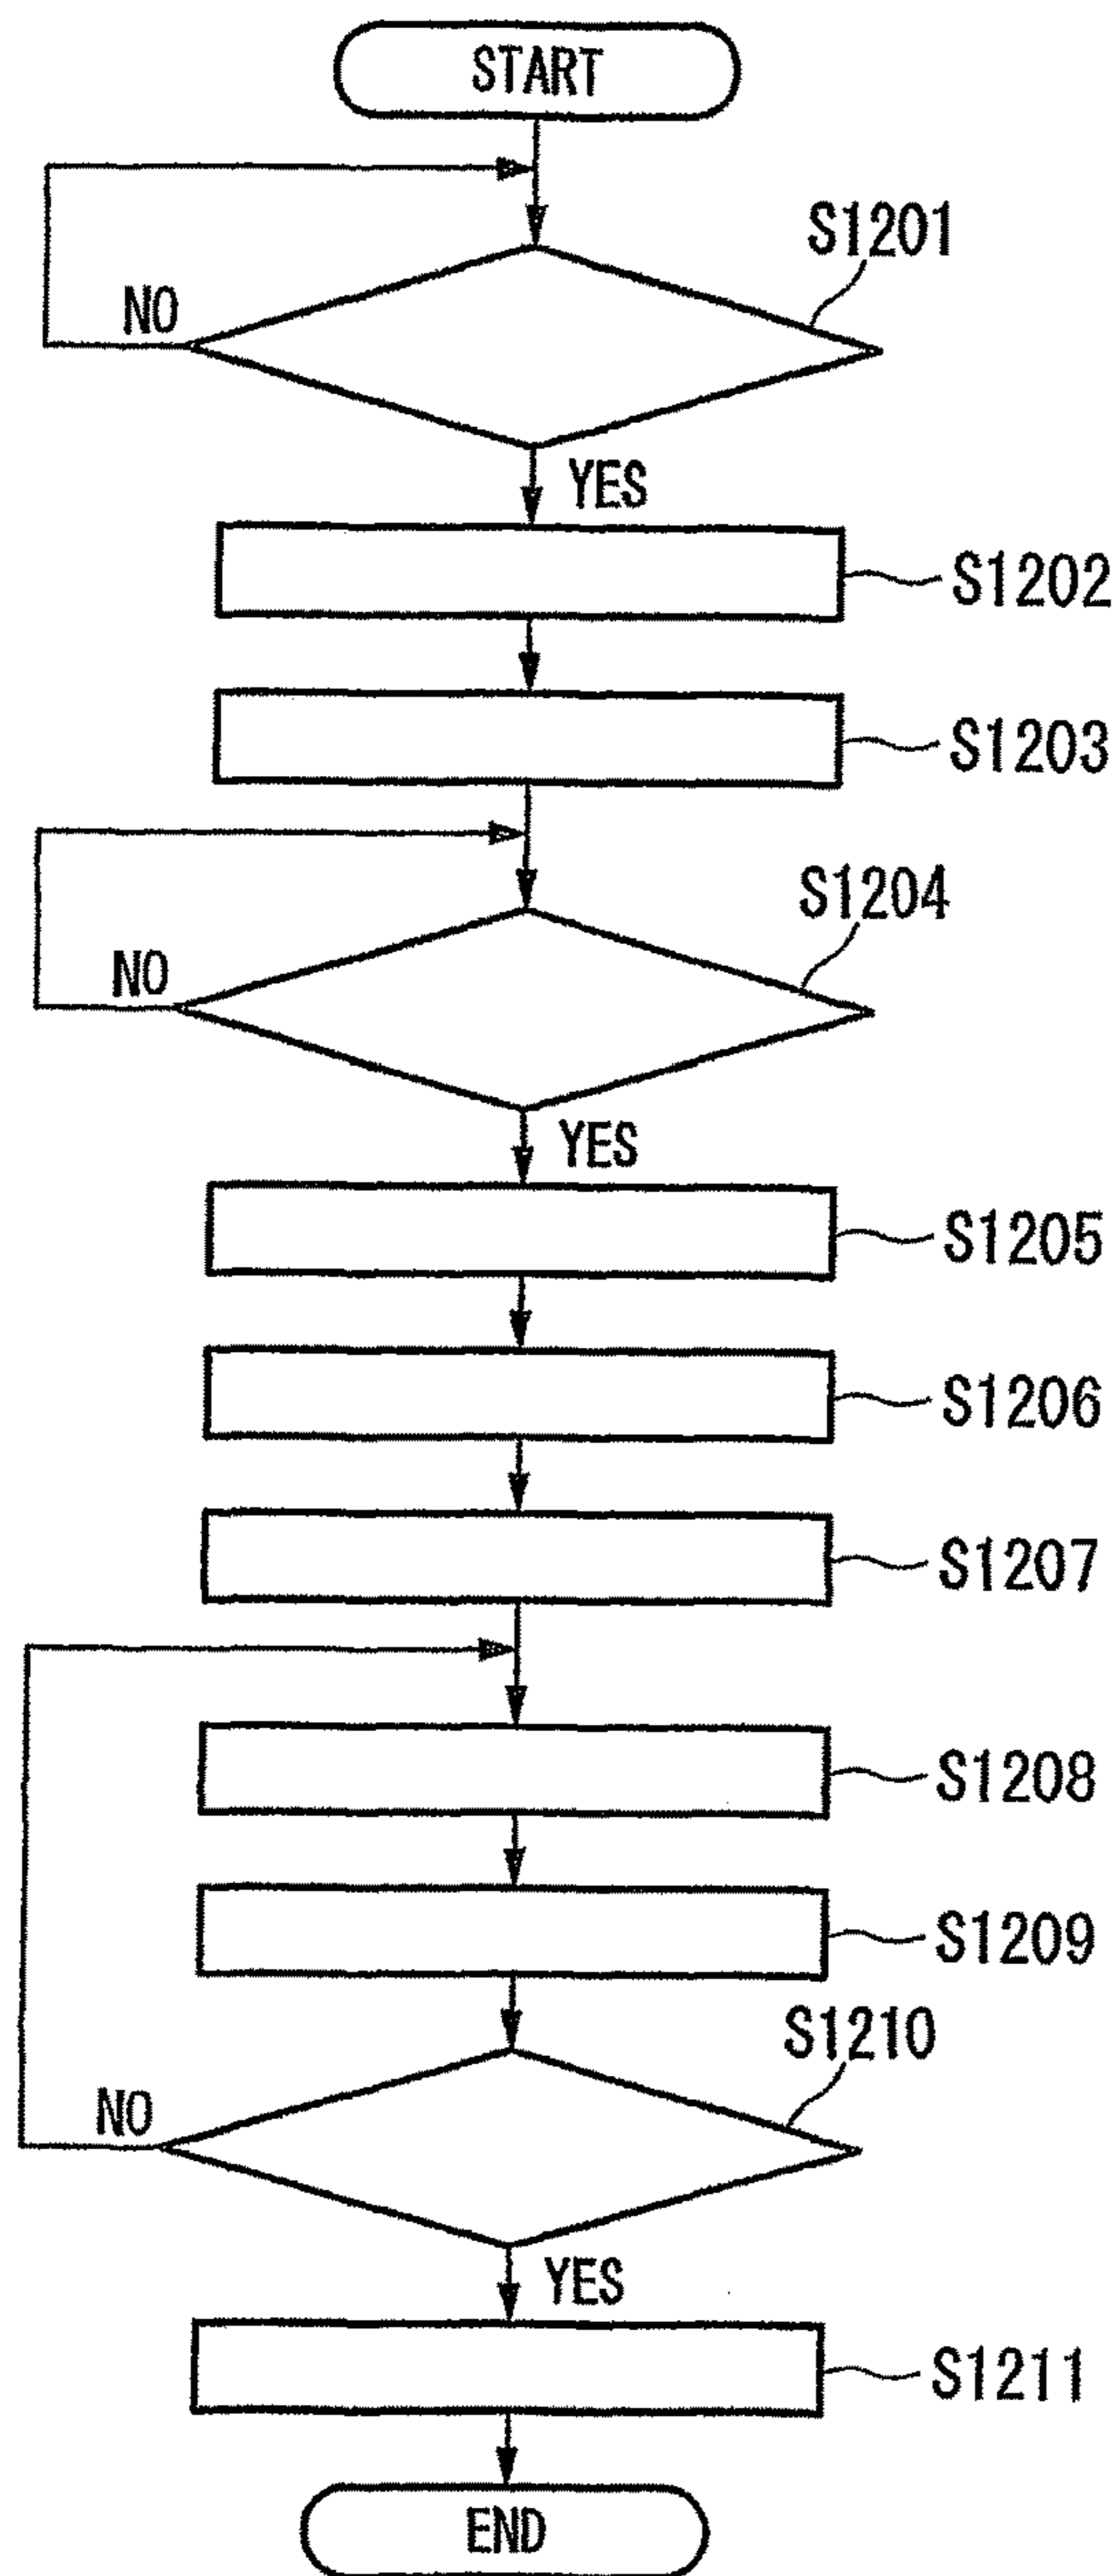 START
S1201
NO
YES
S1202
S1203
S1204
NO
YES
S1205
S1206
S1207
S1208
S1209
S1210
NO
YES
S1211
END